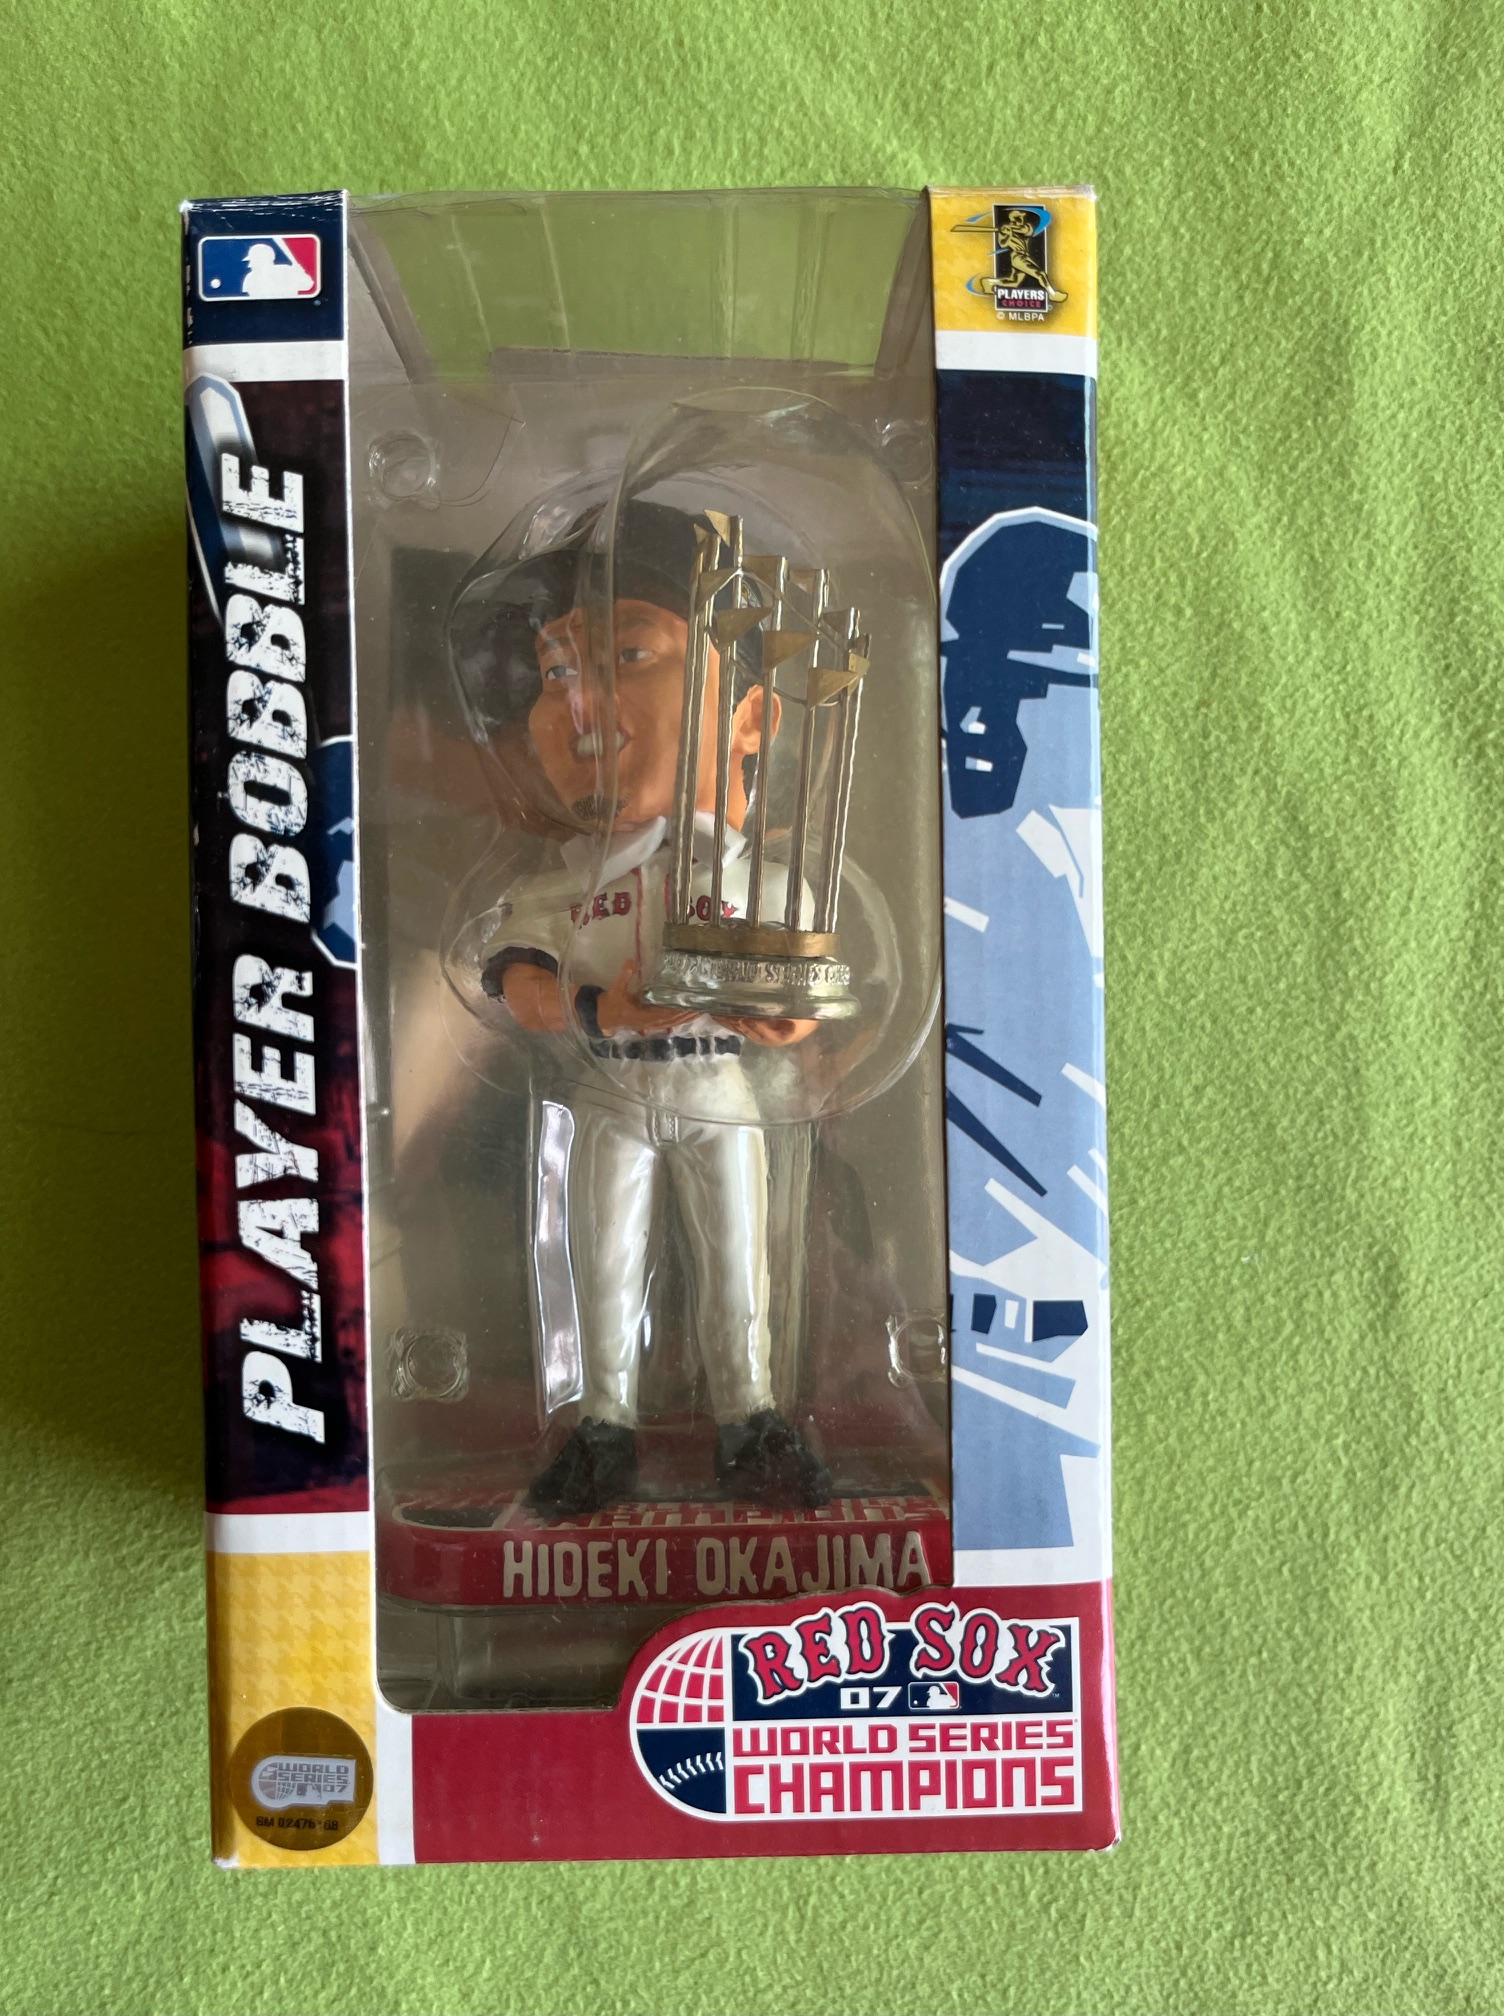 PLAYERS
CHOICE
© MLBPA
PLAYER BOBBLE
RED SOX
HIDEKI OKAJIMA
RED SOX
07
WORLD SERIES
CHAMPIONS
WORLD
SERIES
07